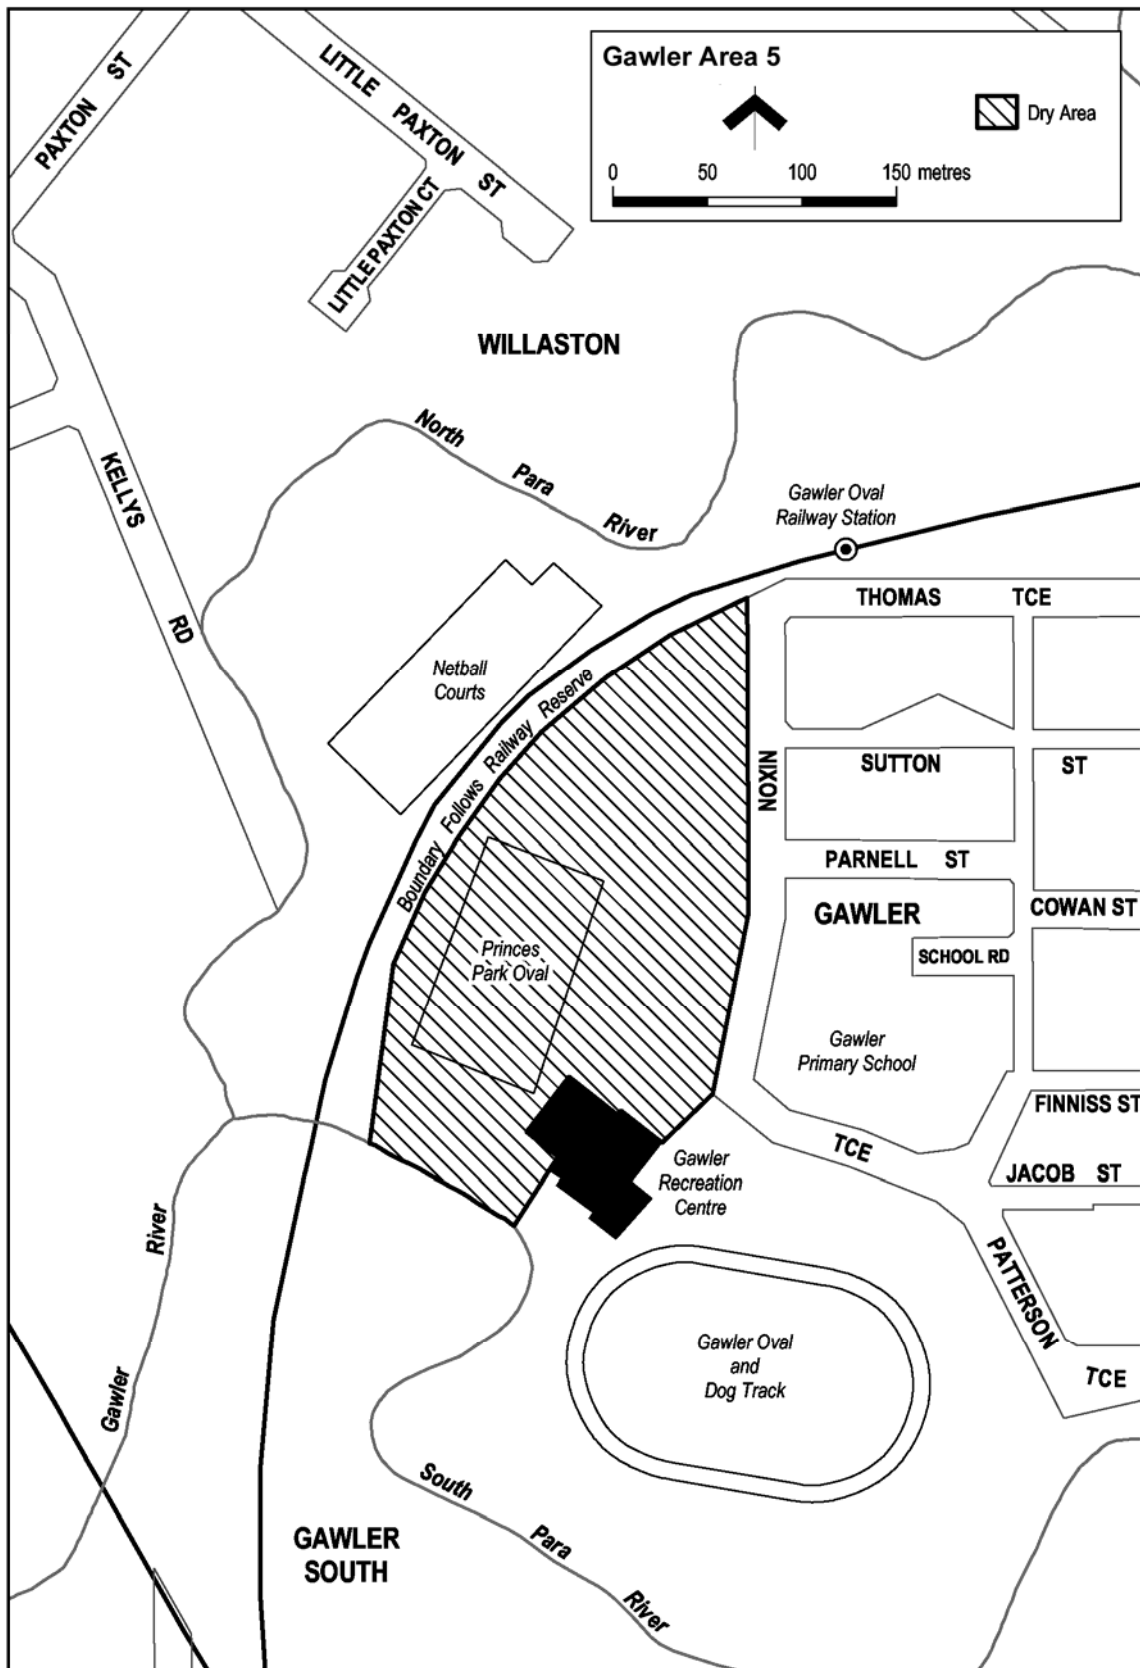 Gawler Area 5
Dry Area
0 50 100 150 metres
PAXTON ST
LITTLE PAXTON ST
LITTLE PAXTON CT
WILLASTON
North Para River
KELLYS RD
Gawler Oval
Railway Station
THOMAS TCE
Netball
Courts
Boundary Follows Railway Reserve
NIXON
SUTTON ST
PARNELL ST
GAWLER
COWAN ST
SCHOOL RD
Princes
Park Oval
Gawler
Primary School
FINNISS ST
TCE
JACOB ST
Gawler
Recreation
Centre
PATTERSON
TCE
Gawler River
Gawler Oval
and
Dog Track
South Para River
GAWLER
SOUTH